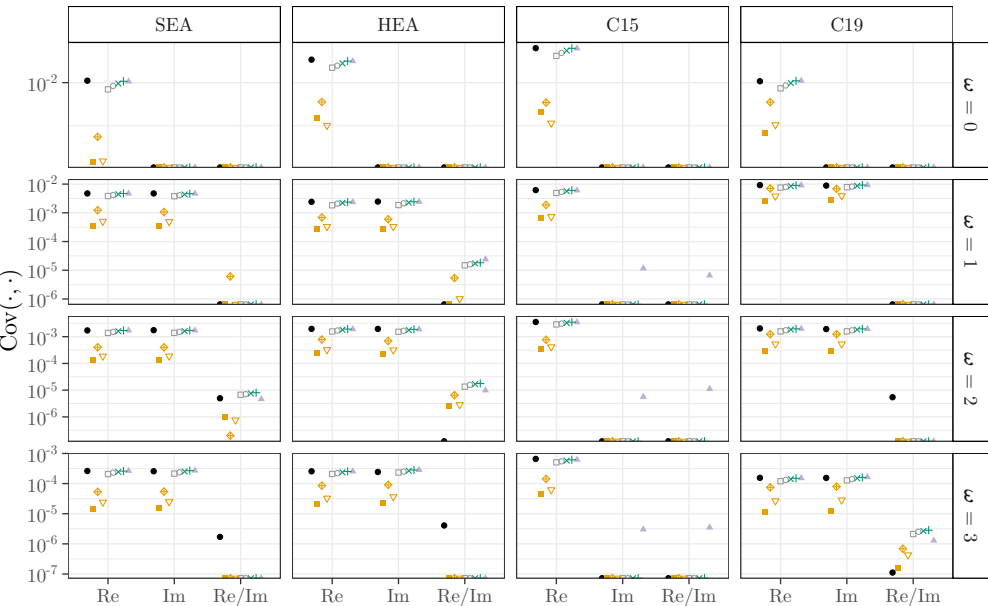 SEA HEA C15 C19
10⁻²
ω = 0
10⁻²
10⁻³
10⁻⁴
10⁻⁵
10⁻⁶
ω = 1
Cov(·, ·)
10⁻³
10⁻⁴
10⁻⁵
10⁻⁶
ω = 2
10⁻³
10⁻⁴
10⁻⁵
10⁻⁶
10⁻⁷
ω = 3
Re Im Re/Im Re Im Re/Im Re Im Re/Im Re Im Re/Im